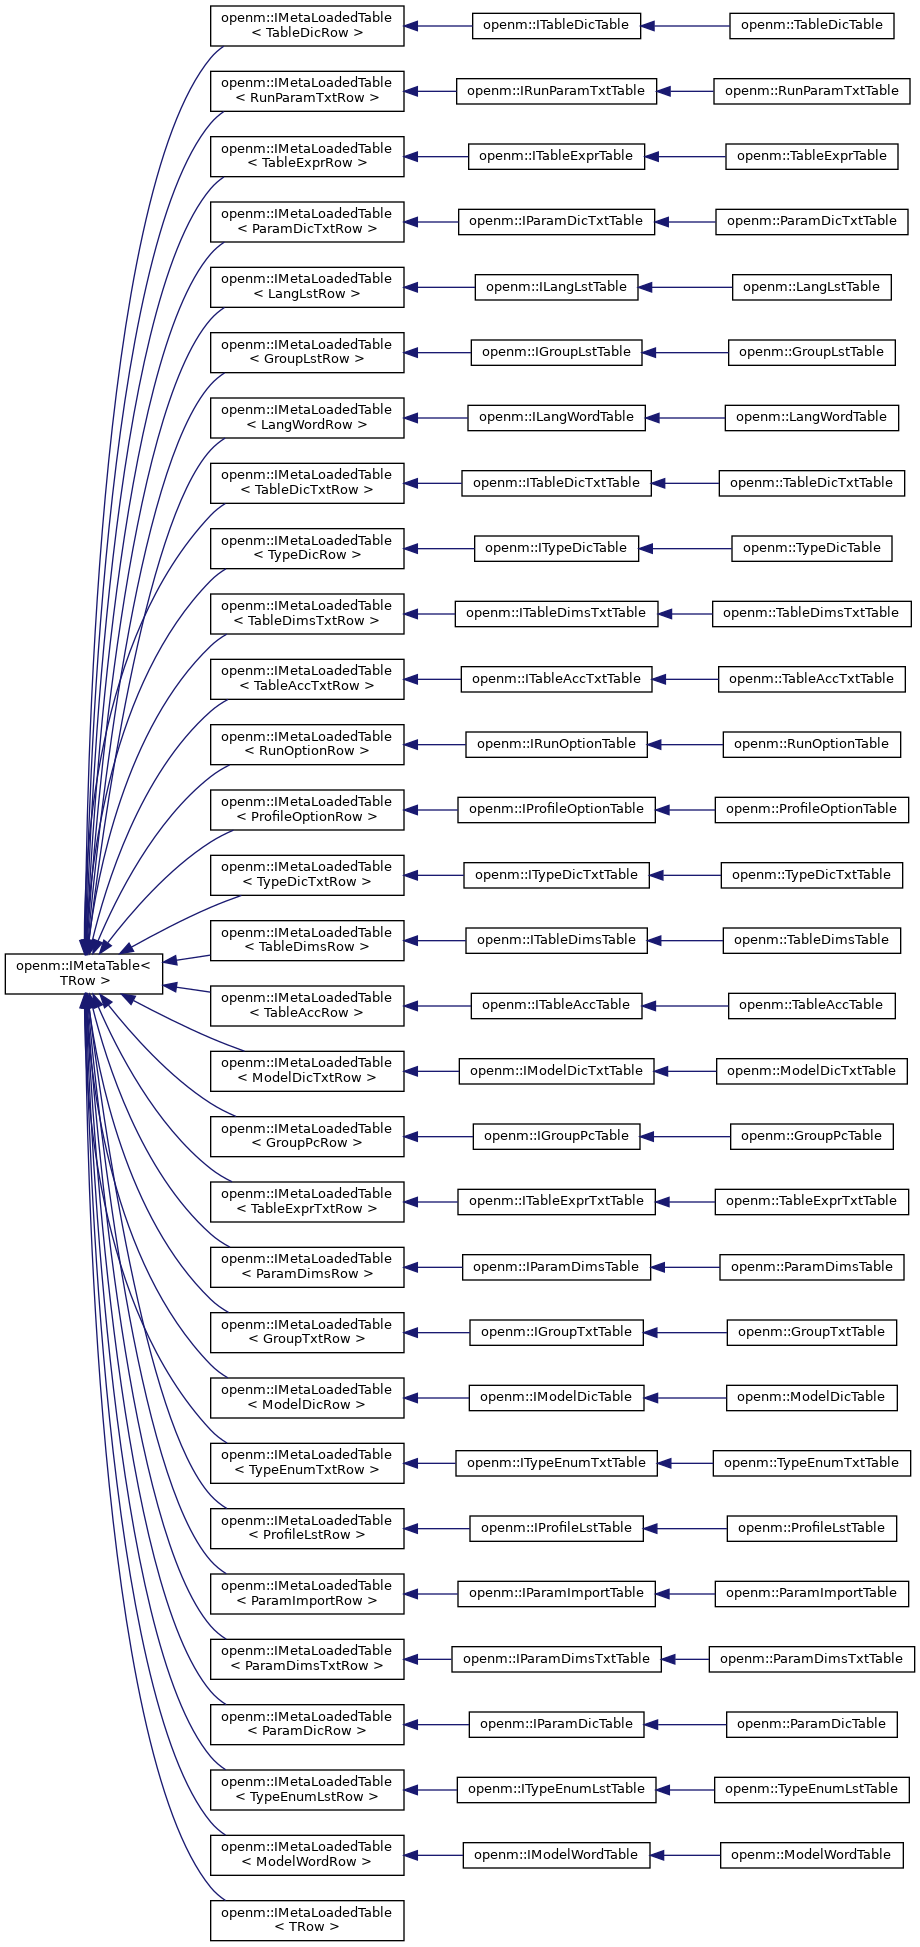 openm::IMetaLoadedTable
< TableDicRow >
openm::ITableDicTable
openm::TableDicTable
openm::IMetaLoadedTable
< RunParamTxtRow >
openm::IRunParamTxtTable
openm::RunParamTxtTable
openm::IMetaLoadedTable
< TableExprRow >
openm::ITableExprTable
openm::TableExprTable
openm::IMetaLoadedTable
< ParamDicTxtRow >
openm::IParamDicTxtTable
openm::ParamDicTxtTable
openm::IMetaLoadedTable
< LangLstRow >
openm::ILangLstTable
openm::LangLstTable
openm::IMetaLoadedTable
< GroupLstRow >
openm::IGroupLstTable
openm::GroupLstTable
openm::IMetaLoadedTable
< LangWordRow >
openm::ILangWordTable
openm::LangWordTable
openm::IMetaLoadedTable
< TableDicTxtRow >
openm::ITableDicTxtTable
openm::TableDicTxtTable
openm::IMetaLoadedTable
< TypeDicRow >
openm::ITypeDicTable
openm::TypeDicTable
openm::IMetaLoadedTable
< TableDimsTxtRow >
openm::ITableDimsTxtTable
openm::TableDimsTxtTable
openm::IMetaLoadedTable
< TableAccTxtRow >
openm::ITableAccTxtTable
openm::TableAccTxtTable
openm::IMetaLoadedTable
< RunOptionRow >
openm::IRunOptionTable
openm::RunOptionTable
openm::IMetaLoadedTable
< ProfileOptionRow >
openm::IProfileOptionTable
openm::ProfileOptionTable
openm::IMetaLoadedTable
< TypeDicTxtRow >
openm::ITypeDicTxtTable
openm::TypeDicTxtTable
openm::IMetaLoadedTable
< TableDimsRow >
openm::ITableDimsTable
openm::TableDimsTable
openm::IMetaTable<
TRow >
openm::IMetaLoadedTable
< TableAccRow >
openm::ITableAccTable
openm::TableAccTable
openm::IMetaLoadedTable
< ModelDicTxtRow >
openm::IModelDicTxtTable
openm::ModelDicTxtTable
openm::IMetaLoadedTable
< GroupPcRow >
openm::IGroupPcTable
openm::GroupPcTable
openm::IMetaLoadedTable
< TableExprTxtRow >
openm::ITableExprTxtTable
openm::TableExprTxtTable
openm::IMetaLoadedTable
< ParamDimsRow >
openm::IParamDimsTable
openm::ParamDimsTable
openm::IMetaLoadedTable
< GroupTxtRow >
openm::IGroupTxtTable
openm::GroupTxtTable
openm::IMetaLoadedTable
< ModelDicRow >
openm::IModelDicTable
openm::ModelDicTable
openm::IMetaLoadedTable
< TypeEnumTxtRow >
openm::ITypeEnumTxtTable
openm::TypeEnumTxtTable
openm::IMetaLoadedTable
< ProfileLstRow >
openm::IProfileLstTable
openm::ProfileLstTable
openm::IMetaLoadedTable
< ParamImportRow >
openm::IParamImportTable
openm::ParamImportTable
openm::IMetaLoadedTable
< ParamDimsTxtRow >
openm::IParamDimsTxtTable
openm::ParamDimsTxtTable
openm::IMetaLoadedTable
< ParamDicRow >
openm::IParamDicTable
openm::ParamDicTable
openm::IMetaLoadedTable
< TypeEnumLstRow >
openm::ITypeEnumLstTable
openm::TypeEnumLstTable
openm::IMetaLoadedTable
< ModelWordRow >
openm::IModelWordTable
openm::ModelWordTable
openm::IMetaLoadedTable
< TRow >